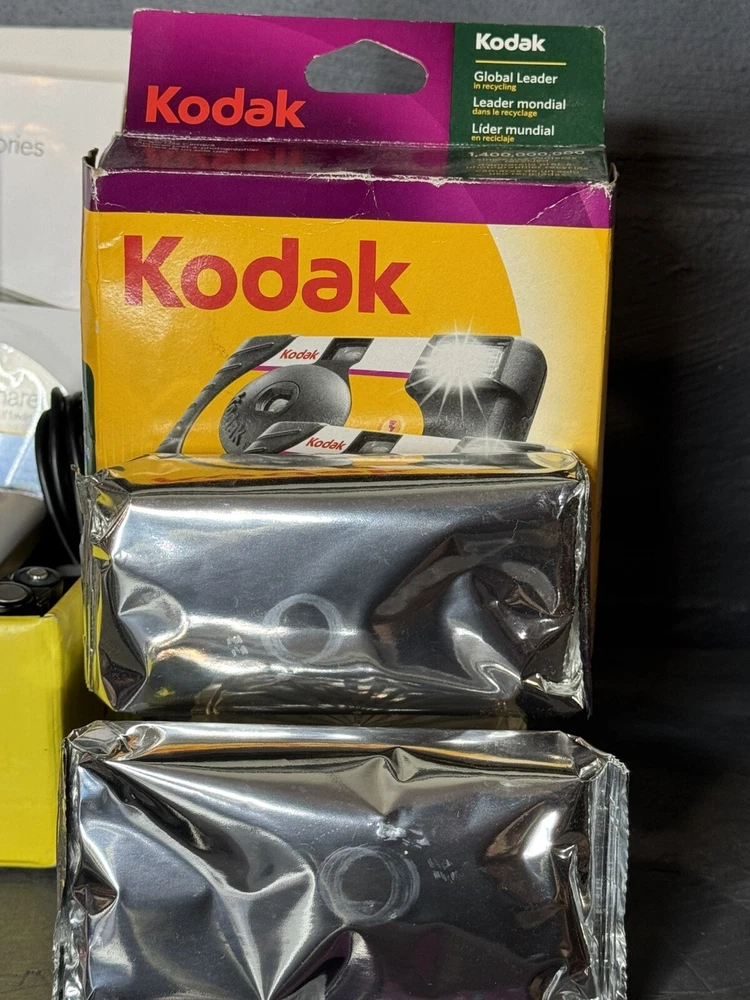 Kodak
Kodak
Global Leader
in recycling
Leader mondial
dans le recyclage
Líder mundial
en reciclaje
ories
Kodak
Kodak
Kodak
Kodak